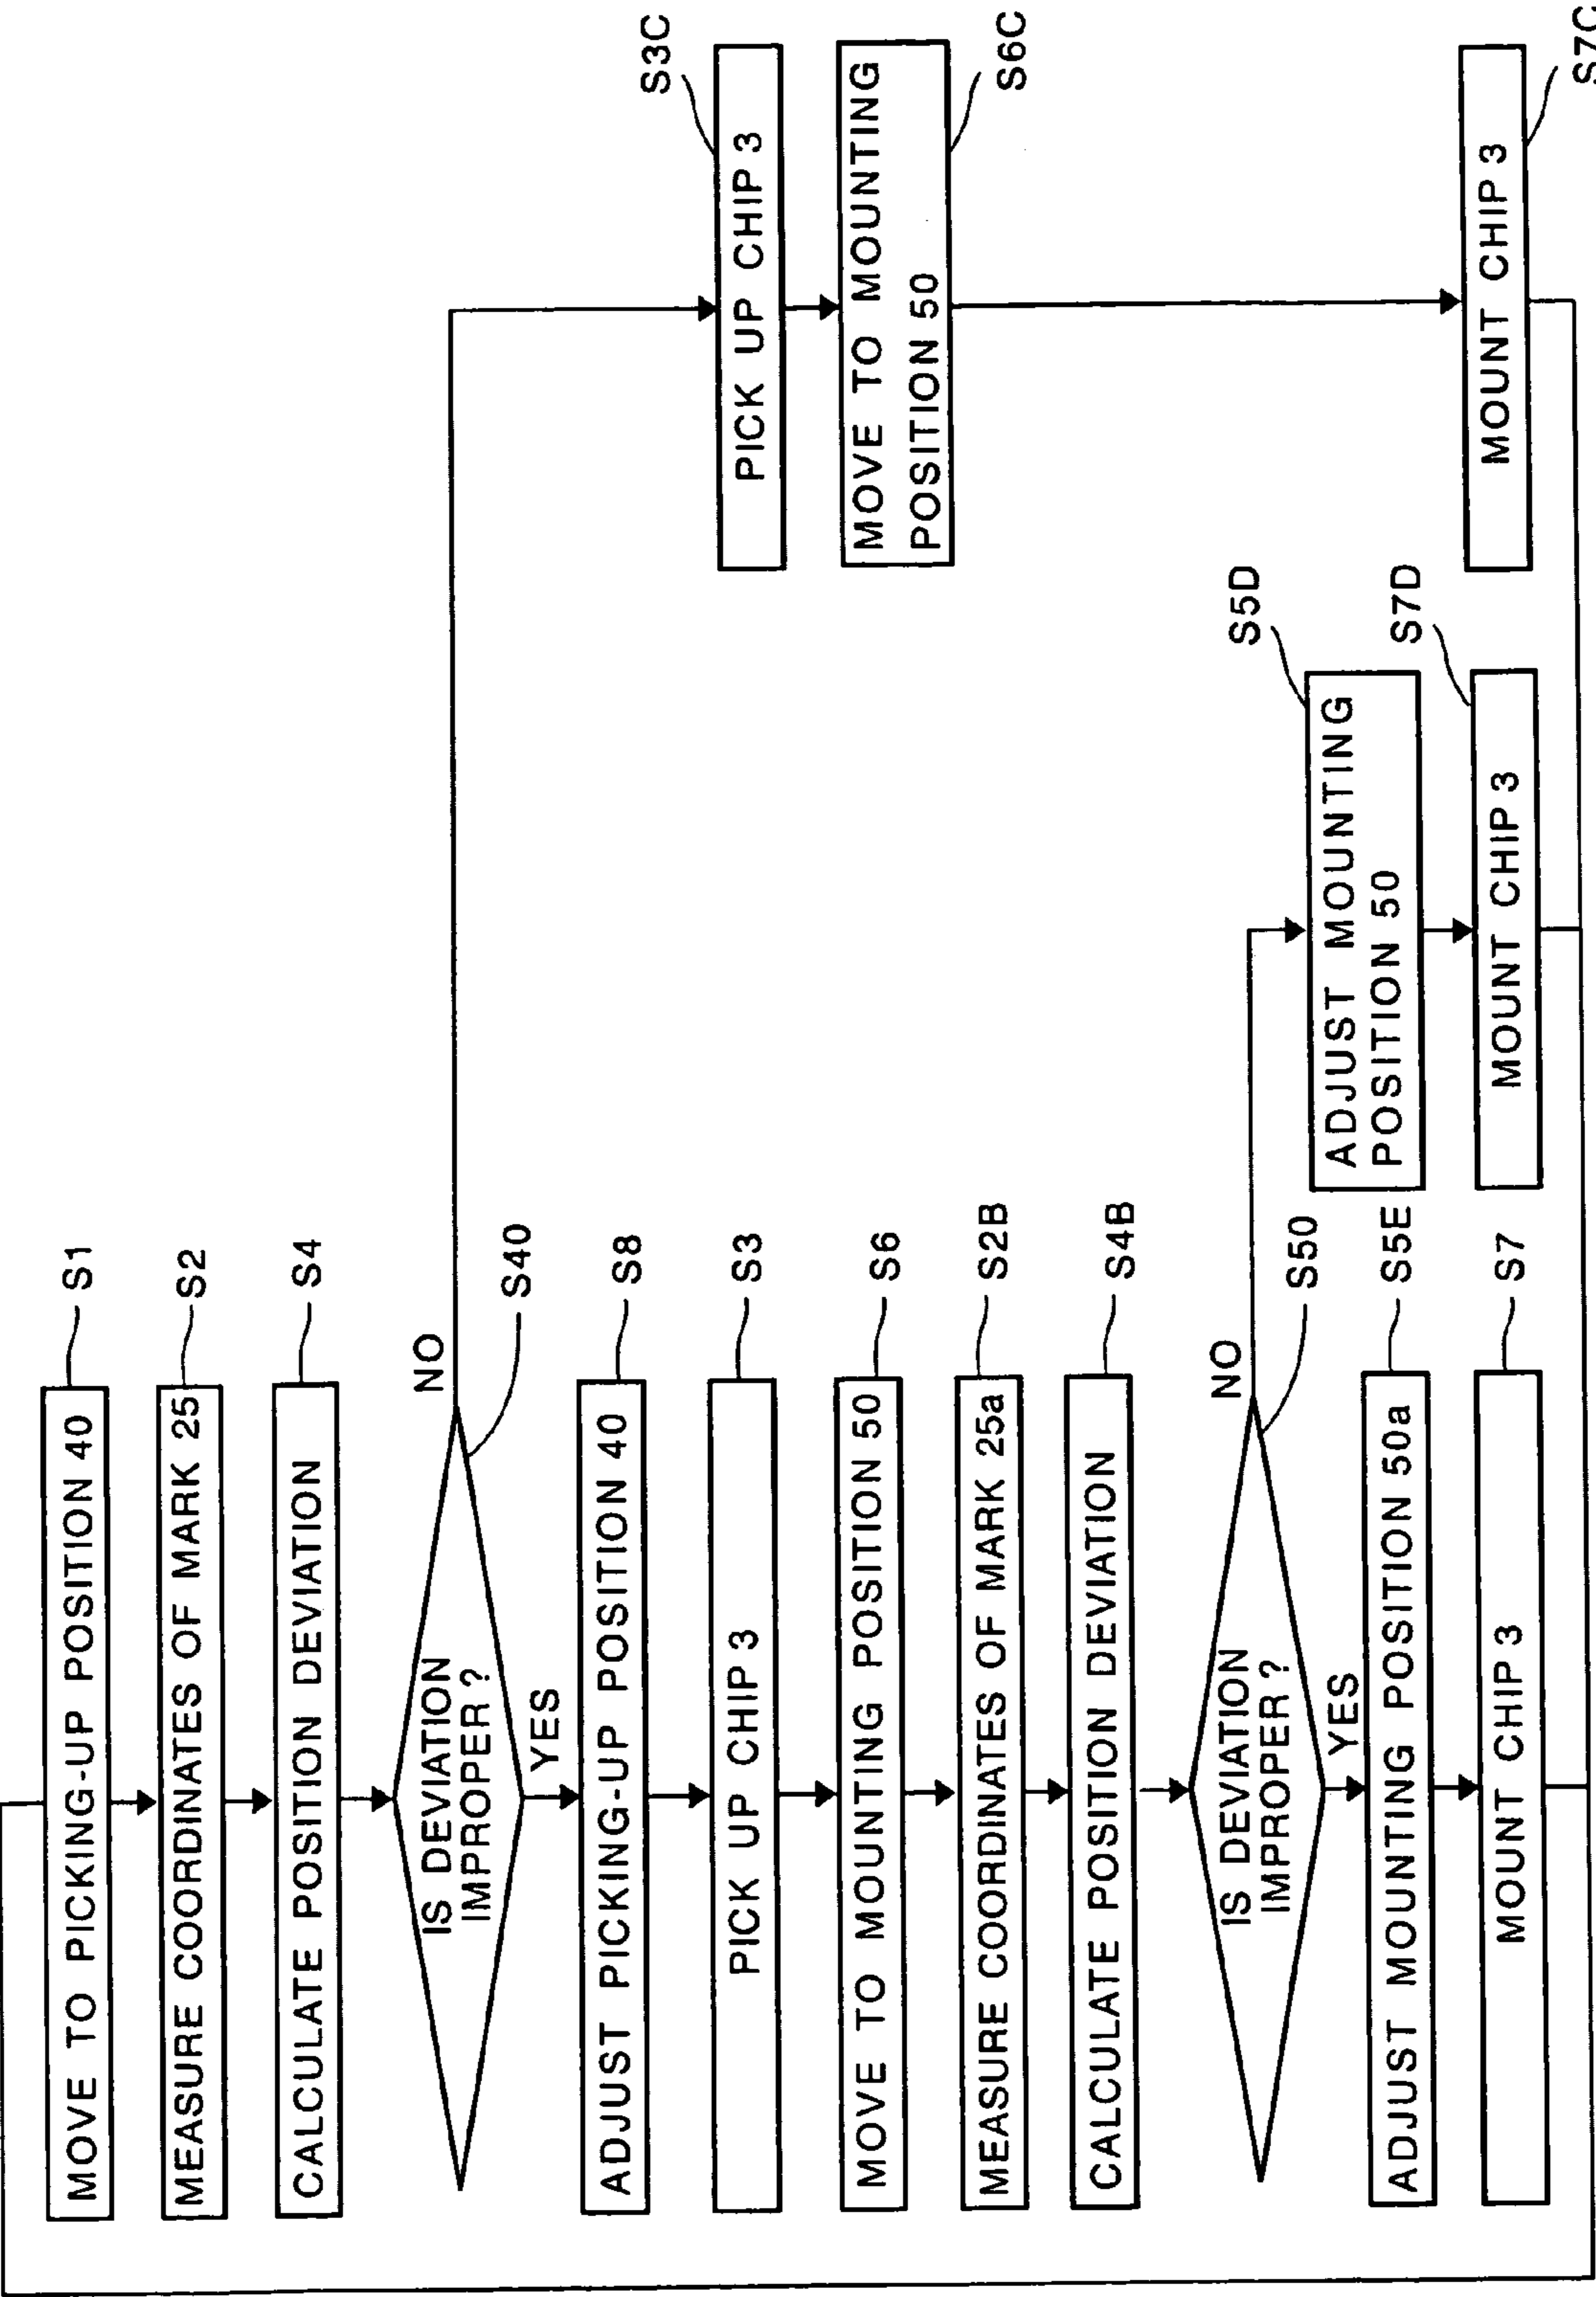 MOVE TO PICKING-UP POSITION 40
S1
MEASURE COORDINATES OF MARK 25
S2
CALCULATE POSITION DEVIATION
S4
IS DEVIATION
IMPROPER?
NO
S40
YES
ADJUST PICKING-UP POSITION 40
S8
PICK UP CHIP 3
S3
MOVE TO MOUNTING POSITION 50
S6
MEASURE COORDINATES OF MARK 25a
S2B
CALCULATE POSITION DEVIATION
S4B
IS DEVIATION
IMPROPER?
NO
S50
YES
ADJUST MOUNTING POSITION 50a
S5E
MOUNT CHIP 3
S7
ADJUST MOUNTING
POSITION 50
S5D
MOUNT CHIP 3
S7D
PICK UP CHIP 3
S3C
MOVE TO MOUNTING
POSITION 50
S6C
MOUNT CHIP 3
S7C